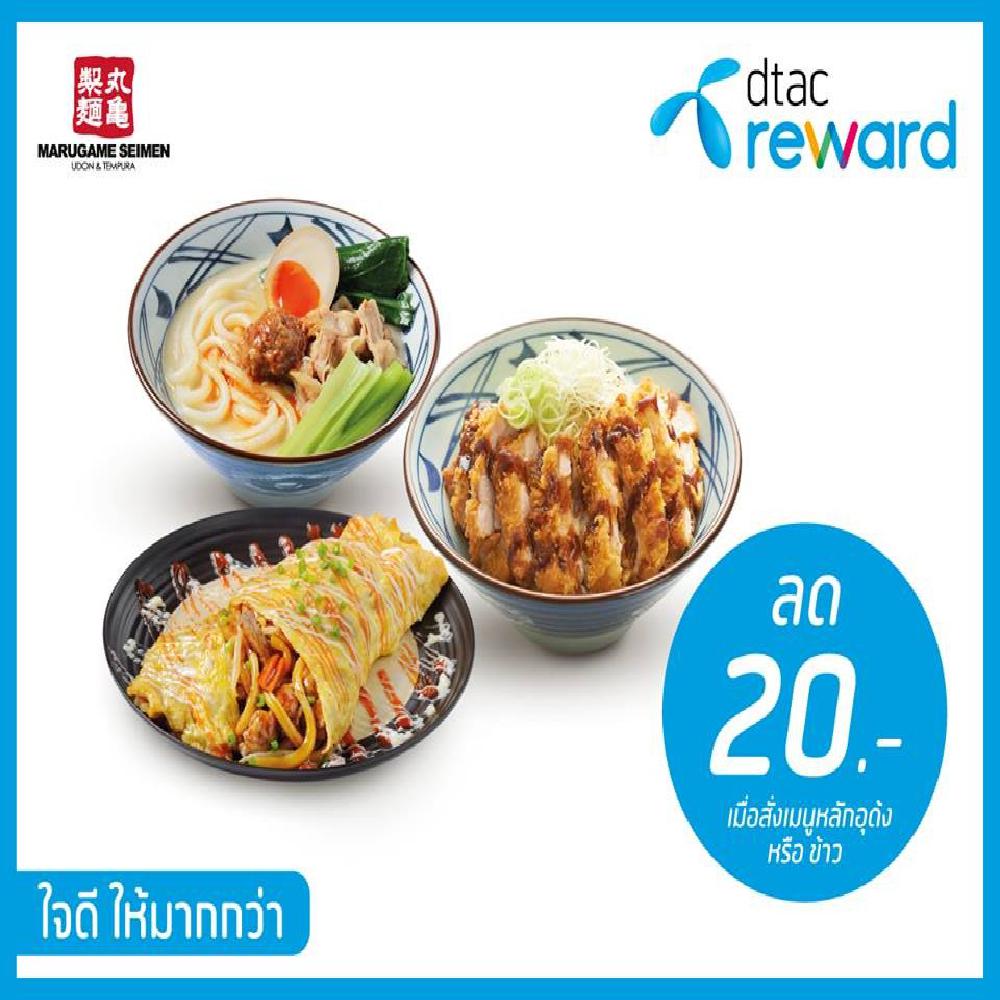 製丸
麺亀
MARUGAME SEIMEN
UDON & TEMPURA
dtac
reward
ลด
20.-
เมื่อสั่งเมนูหลักอุด้ง
หรือ ข้าว
ใจดี ให้มากกว่า